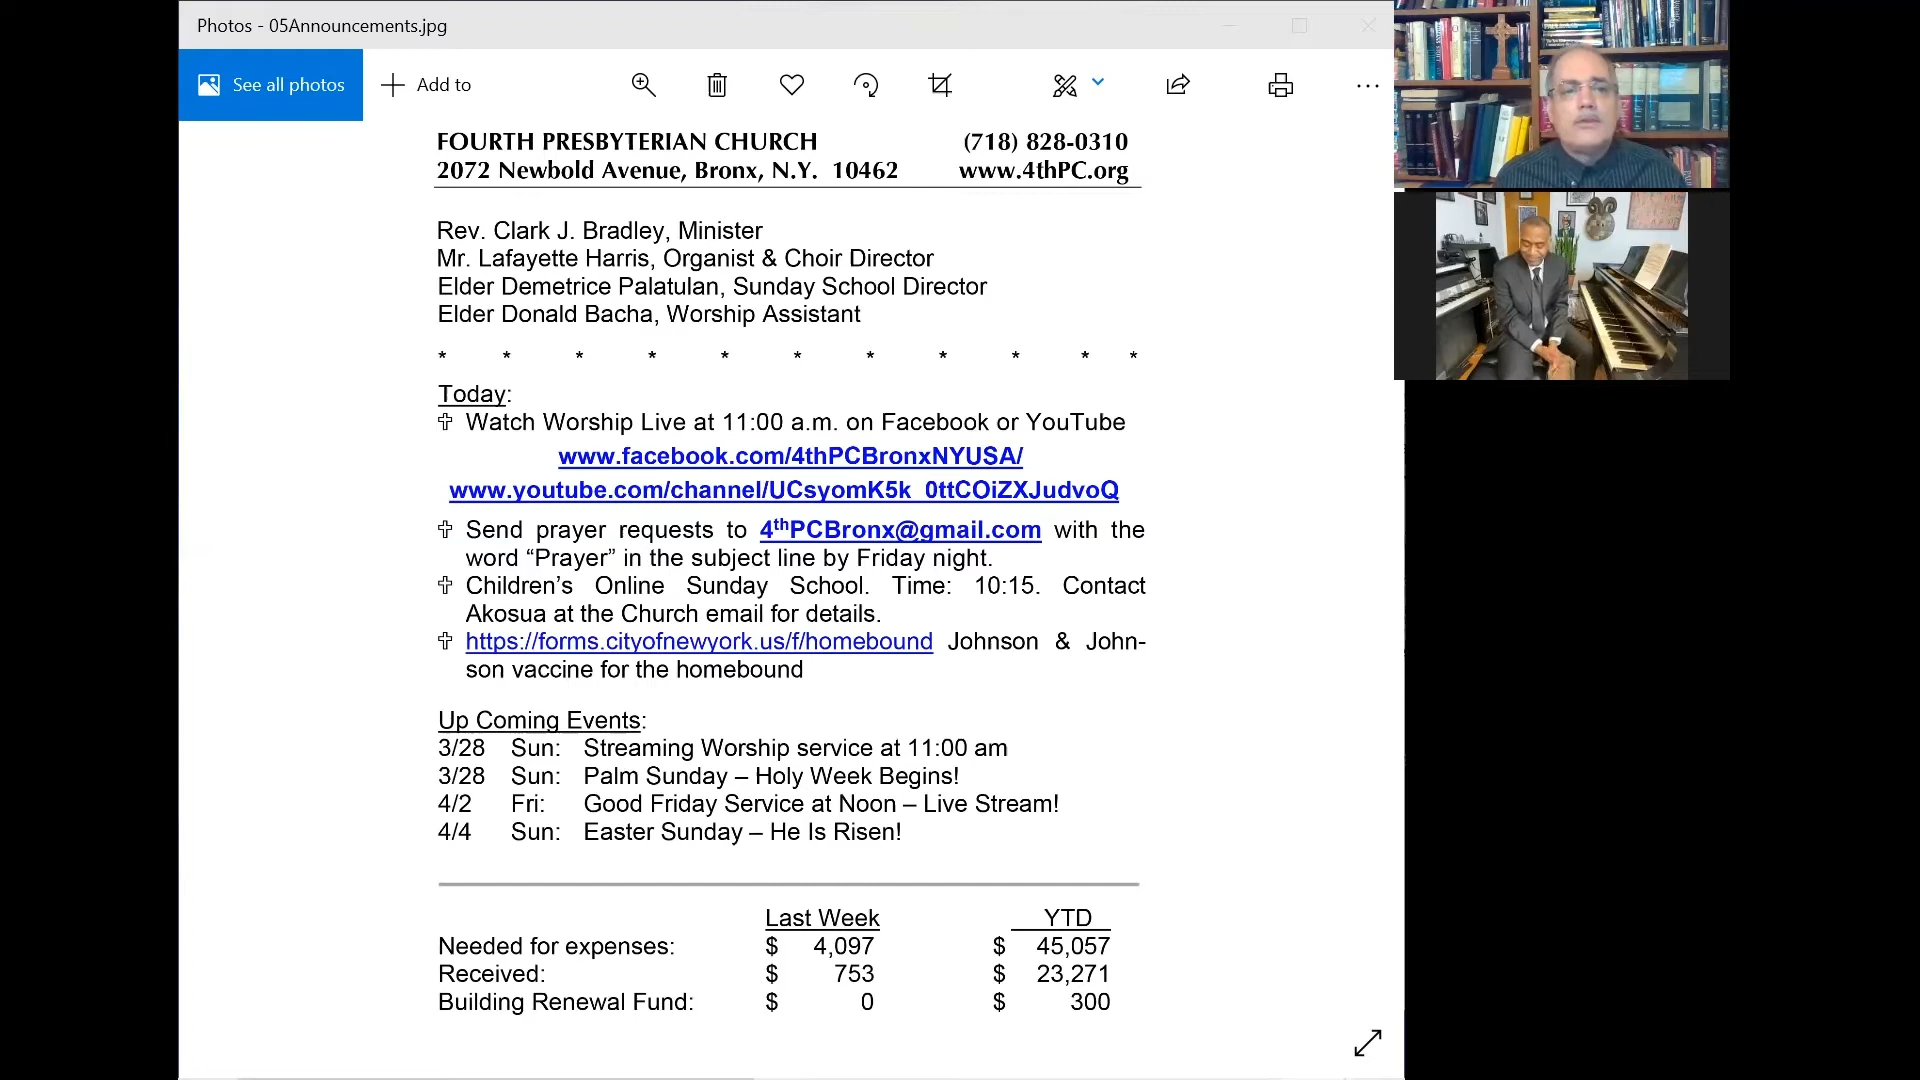 Photos - 05Announcements.jpg
See all photos
Add to
FOURTH PRESBYTERIAN CHURCH (718) 828-0310
2072 Newbold Avenue, Bronx, N.Y. 10462 www.4thPC.org
Rev. Clark J. Bradley, Minister
Mr. Lafayette Harris, Organist & Choir Director
Elder Demetrice Palatulan, Sunday School Director
Elder Donald Bacha, Worship Assistant
* * * * * * * * * * *
Today:
✞ Watch Worship Live at 11:00 a.m. on Facebook or YouTube
www.facebook.com/4thPCBronxNYUSA/
www.youtube.com/channel/UCsyomK5k_0ttCOiZXJudvoQ
✞ Send prayer requests to 4thPCBronx@gmail.com with the
word “Prayer” in the subject line by Friday night.
✞ Children’s Online Sunday School. Time: 10:15. Contact
Akosua at the Church email for details.
✞ https://forms.cityofnewyork.us/f/homebound Johnson & John-
son vaccine for the homebound
Up Coming Events:
3/28 Sun: Streaming Worship service at 11:00 am
3/28 Sun: Palm Sunday – Holy Week Begins!
4/2 Fri: Good Friday Service at Noon – Live Stream!
4/4 Sun: Easter Sunday – He Is Risen!
Last Week YTD
Needed for expenses: $ 4,097 $ 45,057
Received: $ 753 $ 23,271
Building Renewal Fund: $ 0 $ 300